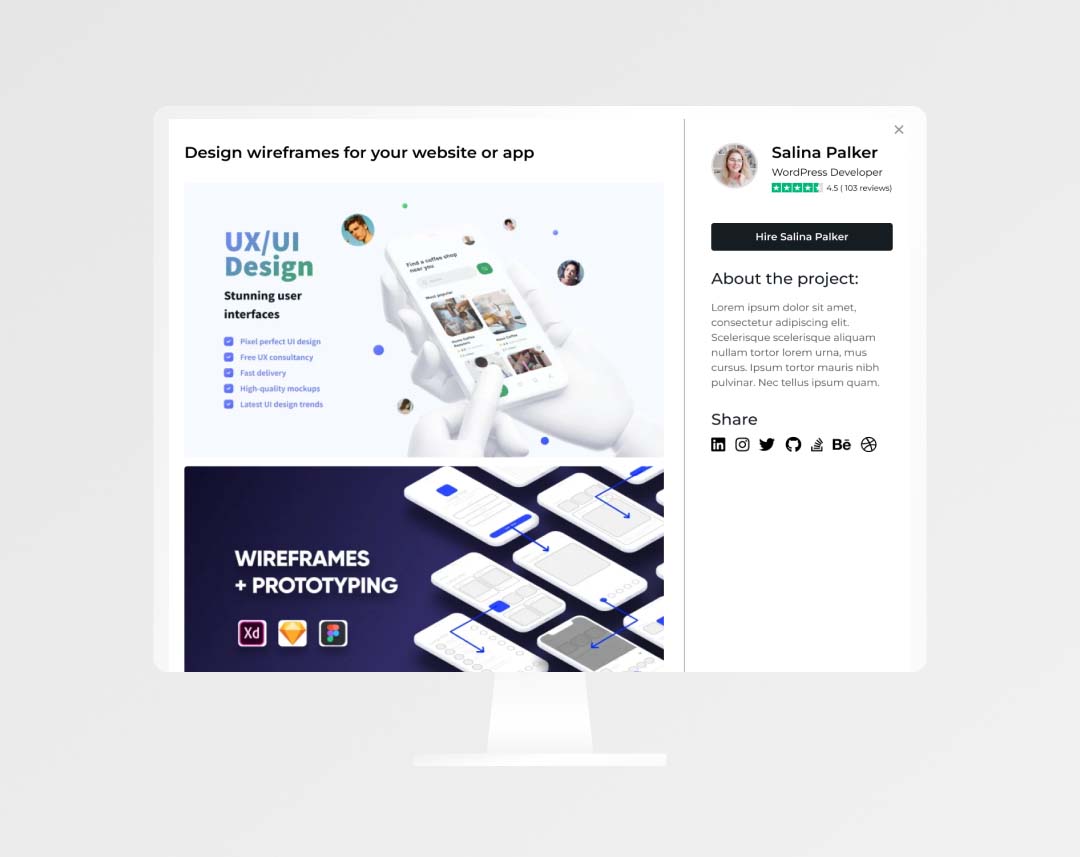 Design wireframes for your website or app
UX/UI
Design
Stunning user
interfaces
Pixel perfect UI design
Free UX consultancy
Fast delivery
High-quality mockups
Latest UI design trends
Find a coffee shop
near you
Most popular
WIREFRAMES
+ PROTOTYPING
Xd
Salina Palker
WordPress Developer
4.5 ( 103 reviews)
Hire Salina Palker
About the project:
Lorem ipsum dolor sit amet,
consectetur adipiscing elit.
Scelerisque scelerisque aliquam
nullam tortor lorem urna, mus
cursus. Ipsum tortor mauris nibh
pulvinar. Nec tellus ipsum quam.
Share
in
Bē